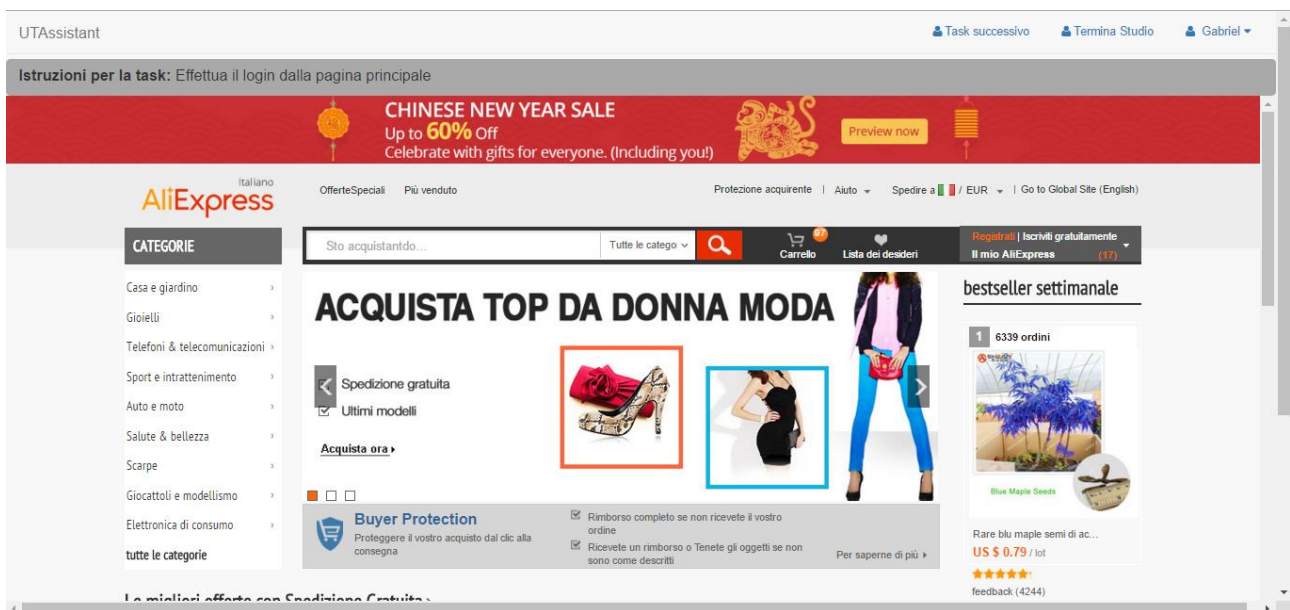 UTAssistant
Task successivo
Termina Studio
Gabriel
Istruzioni per la task: Effettua il login dalla pagina principale
CHINESE NEW YEAR SALE
Up to 60% Off
Celebrate with gifts for everyone. (Including you!)
Preview now
italiano
AliExpress
OfferteSpeciali
Più venduto
Protezione acquirente | Aiuto
Spedire a / EUR | Go to Global Site (English)
CATEGORIE
Sto acquistantdo...
Tutte le catego
97
Carrello
Lista dei desideri
Registrati | Iscriviti gratuitamente
Il mio AliExpress (17)
Casa e giardino
Gioielli
Telefoni & telecomunicazioni
Sport e intrattenimento
Auto e moto
Salute & bellezza
Scarpe
Giocattoli e modellismo
Elettronica di consumo
tutte le categorie
ACQUISTA TOP DA DONNA MODA
Spedizione gratuita
Ultimi modelli
Acquista ora
Buyer Protection
Proteggere il vostro acquisto dal clic alla
consegna
Rimborso completo se non ricevete il vostro
ordine
Ricevete un rimborso o Tenete gli oggetti se non
sono come descritti
Per saperne di più
bestseller settimanale
1 6339 ordini
Blue Maple Seeds
Rare blu maple semi di ac...
US $ 0.79 / lot
feedback (4244)
Le migliori offerte con Spedizione Gratuita